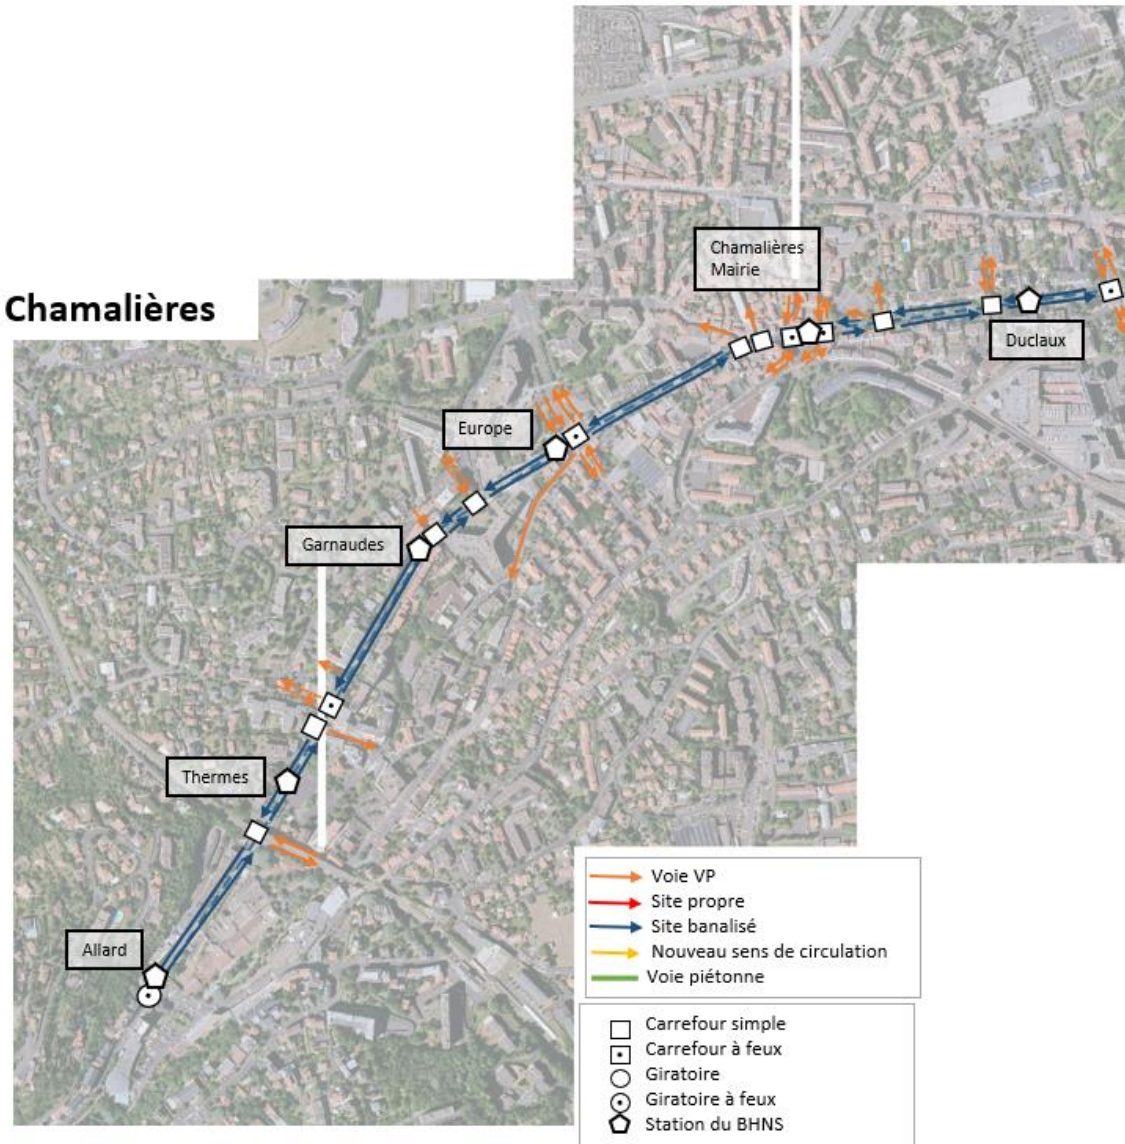 Chamalières
Mairie
Chamalières
Duclaux
Europe
Garnaudes
Thermes
Allard
Voie VP
Site propre
Site banalisé
Nouveau sens de circulation
Voie piétonne
Carrefour simple
Carrefour à feux
Giratoire
Giratoire à feux
Station du BHNS